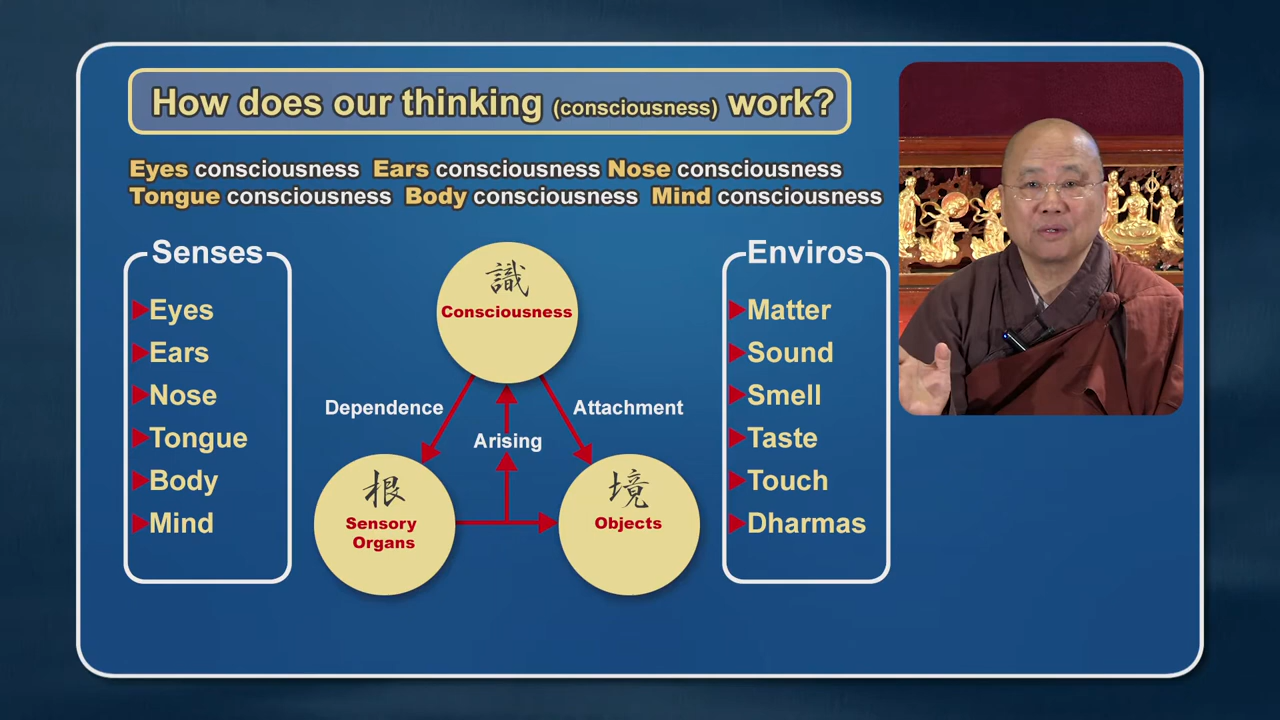 How does our thinking (consciousness) work?
Eyes consciousness Ears consciousness Nose consciousness
Tongue consciousness Body consciousness Mind consciousness
Senses
Eyes
Ears
Nose
Tongue
Body
Mind
識
Consciousness
Dependence
Attachment
Arising
根
Sensory
Organs
境
Objects
Enviros
Matter
Sound
Smell
Taste
Touch
Dharmas